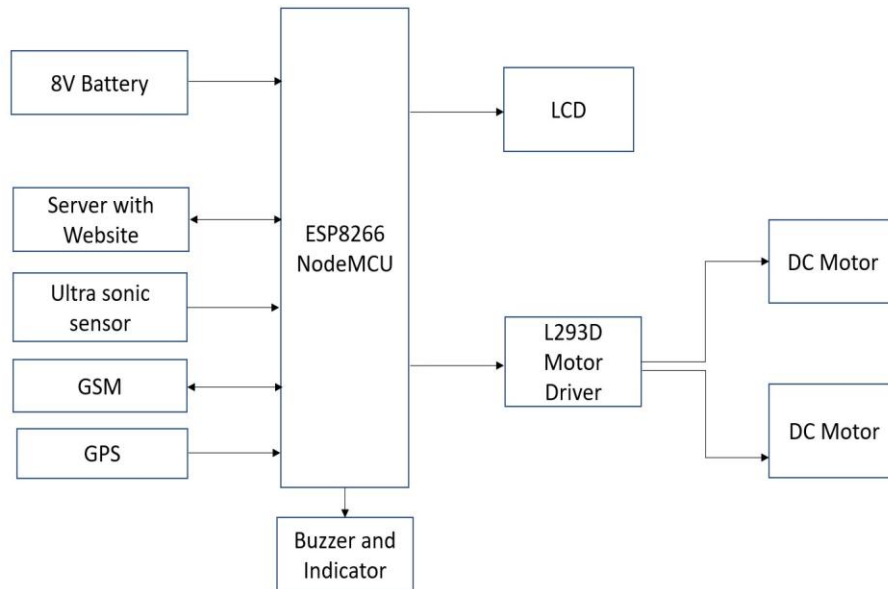 8V Battery
Server with
Website
Ultra sonic
sensor
GSM
GPS
ESP8266
NodeMCU
Buzzer and
Indicator
LCD
L293D
Motor
Driver
DC Motor
DC Motor